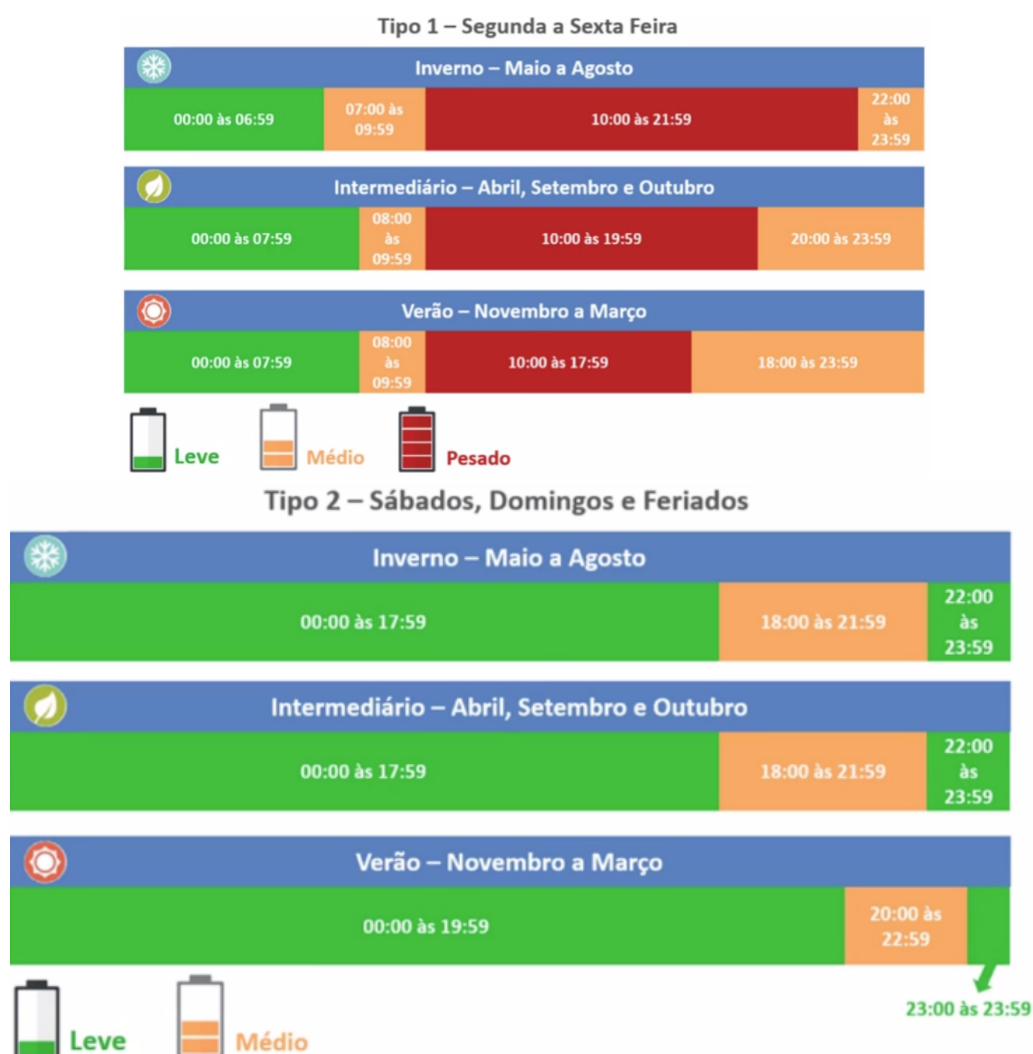 Tipo 1 – Segunda a Sexta Feira
Inverno – Maio a Agosto
00:00 às 06:59
07:00 às
09:59
10:00 às 21:59
22:00
às
23:59
Intermediário – Abril, Setembro e Outubro
00:00 às 07:59
08:00
às
09:59
10:00 às 19:59
20:00 às 23:59
Verão – Novembro a Março
00:00 às 07:59
08:00
às
09:59
10:00 às 17:59
18:00 às 23:59
Leve
Médio
Pesado
Tipo 2 – Sábados, Domingos e Feriados
Inverno – Maio a Agosto
00:00 às 17:59
18:00 às 21:59
22:00
às
23:59
Intermediário – Abril, Setembro e Outubro
00:00 às 17:59
18:00 às 21:59
22:00
às
23:59
Verão – Novembro a Março
00:00 às 19:59
20:00 às
22:59
23:00 às 23:59
Leve
Médio